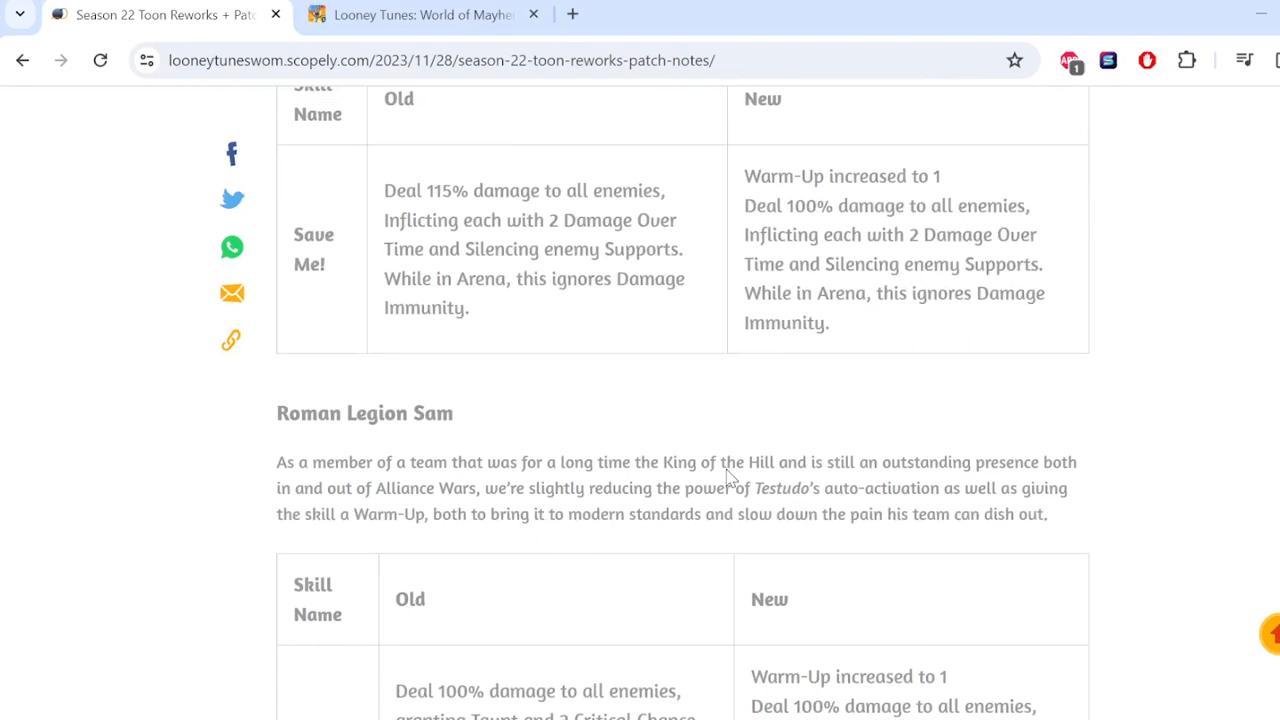 Season 22 Toon Reworks + Patc
Looney Tunes: World of Mayhe
looneytuneswom.scopely.com/2023/11/28/season-22-toon-reworks-patch-notes/
1
Skill
Name
Old
New
Save
Me!
Deal 115% damage to all enemies,
Inflicting each with 2 Damage Over
Time and Silencing enemy Supports.
While in Arena, this ignores Damage
Immunity.
Warm-Up increased to 1
Deal 100% damage to all enemies,
Inflicting each with 2 Damage Over
Time and Silencing enemy Supports.
While in Arena, this ignores Damage
Immunity.
Roman Legion Sam
As a member of a team that was for a long time the King of the Hill and is still an outstanding presence both
in and out of Alliance Wars, we're slightly reducing the power of Testudo's auto-activation as well as giving
the skill a Warm-Up, both to bring it to modern standards and slow down the pain his team can dish out.
Skill
Name
Old
New
Deal 100% damage to all enemies,
granting Taunt and 2 Critical Chance
Warm-Up increased to 1
Deal 100% damage to all enemies,